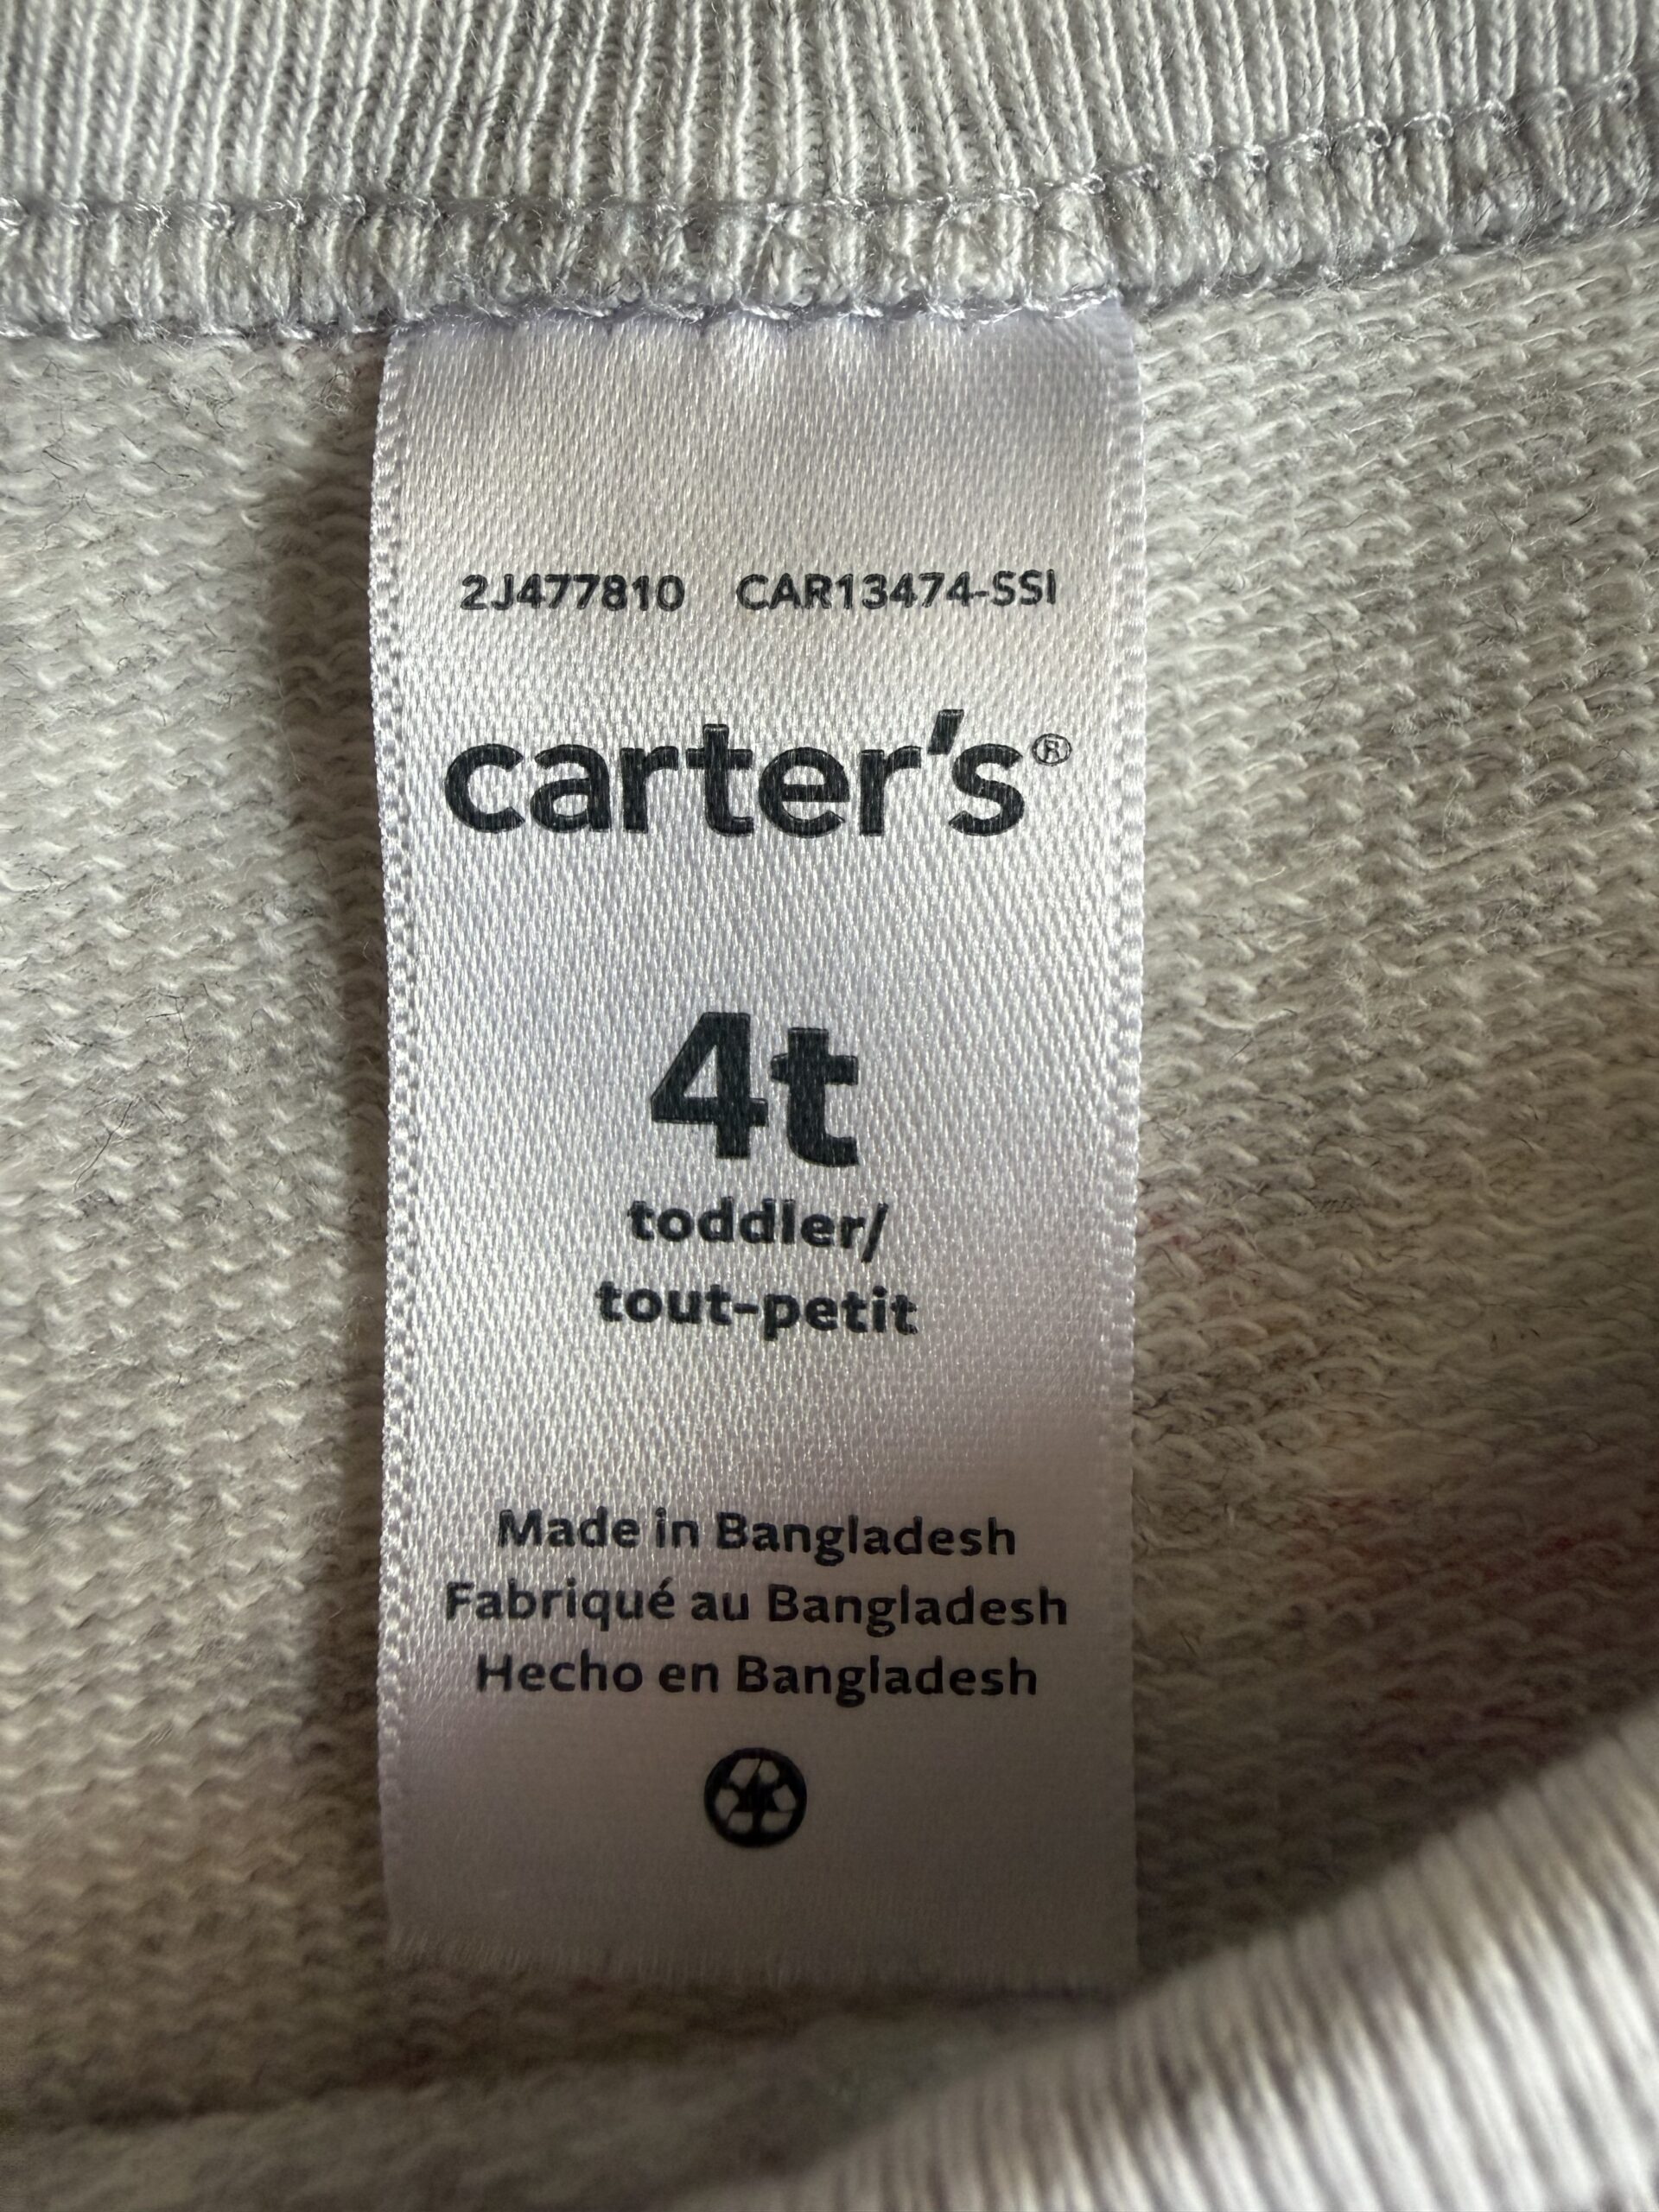 2J477810 CAR13474-SSI
carter's®
4t
toddler/
tout-petit
Made in Bangladesh
Fabriqué au Bangladesh
Hecho en Bangladesh